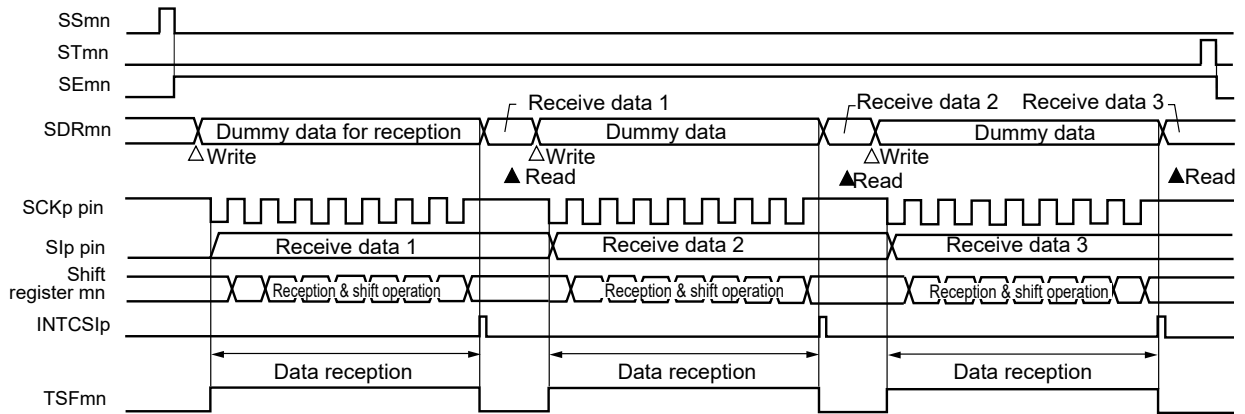 SSmn
STmn
SEmn
Receive data 1
Receive data 2
Receive data 3
SDRmn
Dummy data for reception
Dummy data
Dummy data
△Write
△Write
△Write
▲ Read
▲Read
▲Read
SCKp pin
SIp pin
Receive data 1
Receive data 2
Receive data 3
Shift
register mn
Reception & shift operation
Reception & shift operation
Reception & shift operation
INTCSIp
Data reception
Data reception
Data reception
TSFmn